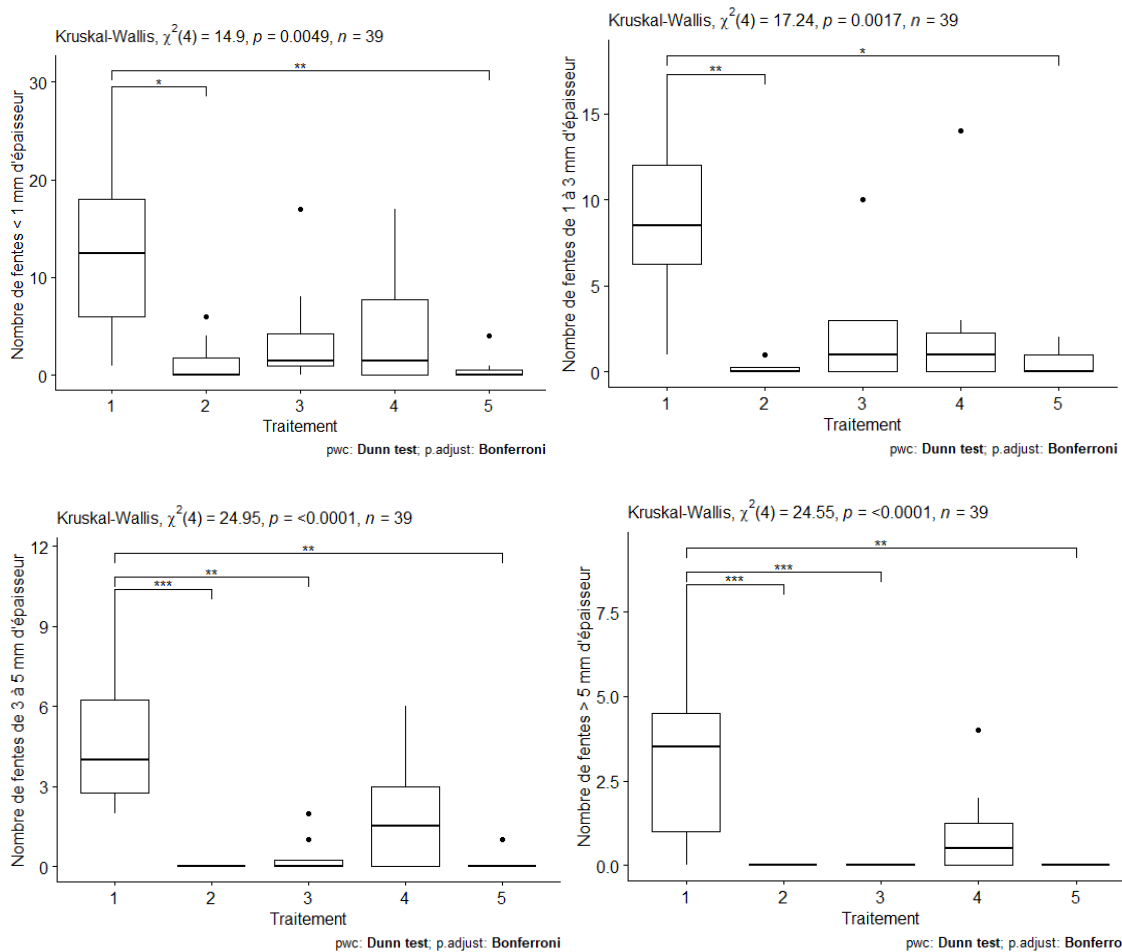 Kruskal-Wallis, χ²(4) = 14.9, p = 0.0049, n = 39
Nombre de fentes < 1 mm d'épaisseur
30
20
10
0
**
*
1 2 3 4 5
Traitement
pwc: Dunn test; p.adjust: Bonferroni
Kruskal-Wallis, χ²(4) = 17.24, p = 0.0017, n = 39
Nombre de fentes de 1 à 3 mm d'épaisseur
15
10
5
0
*
**
1 2 3 4 5
Traitement
pwc: Dunn test; p.adjust: Bonferroni
Kruskal-Wallis, χ²(4) = 24.95, p = <0.0001, n = 39
Nombre de fentes de 3 à 5 mm d'épaisseur
12
9
6
3
0
**
**
***
1 2 3 4 5
Traitement
pwc: Dunn test; p.adjust: Bonferroni
Kruskal-Wallis, χ²(4) = 24.55, p = <0.0001, n = 39
Nombre de fentes > 5 mm d'épaisseur
7.5
5.0
2.5
0.0
**
***
***
1 2 3 4 5
Traitement
pwc: Dunn test; p.adjust: Bonferro